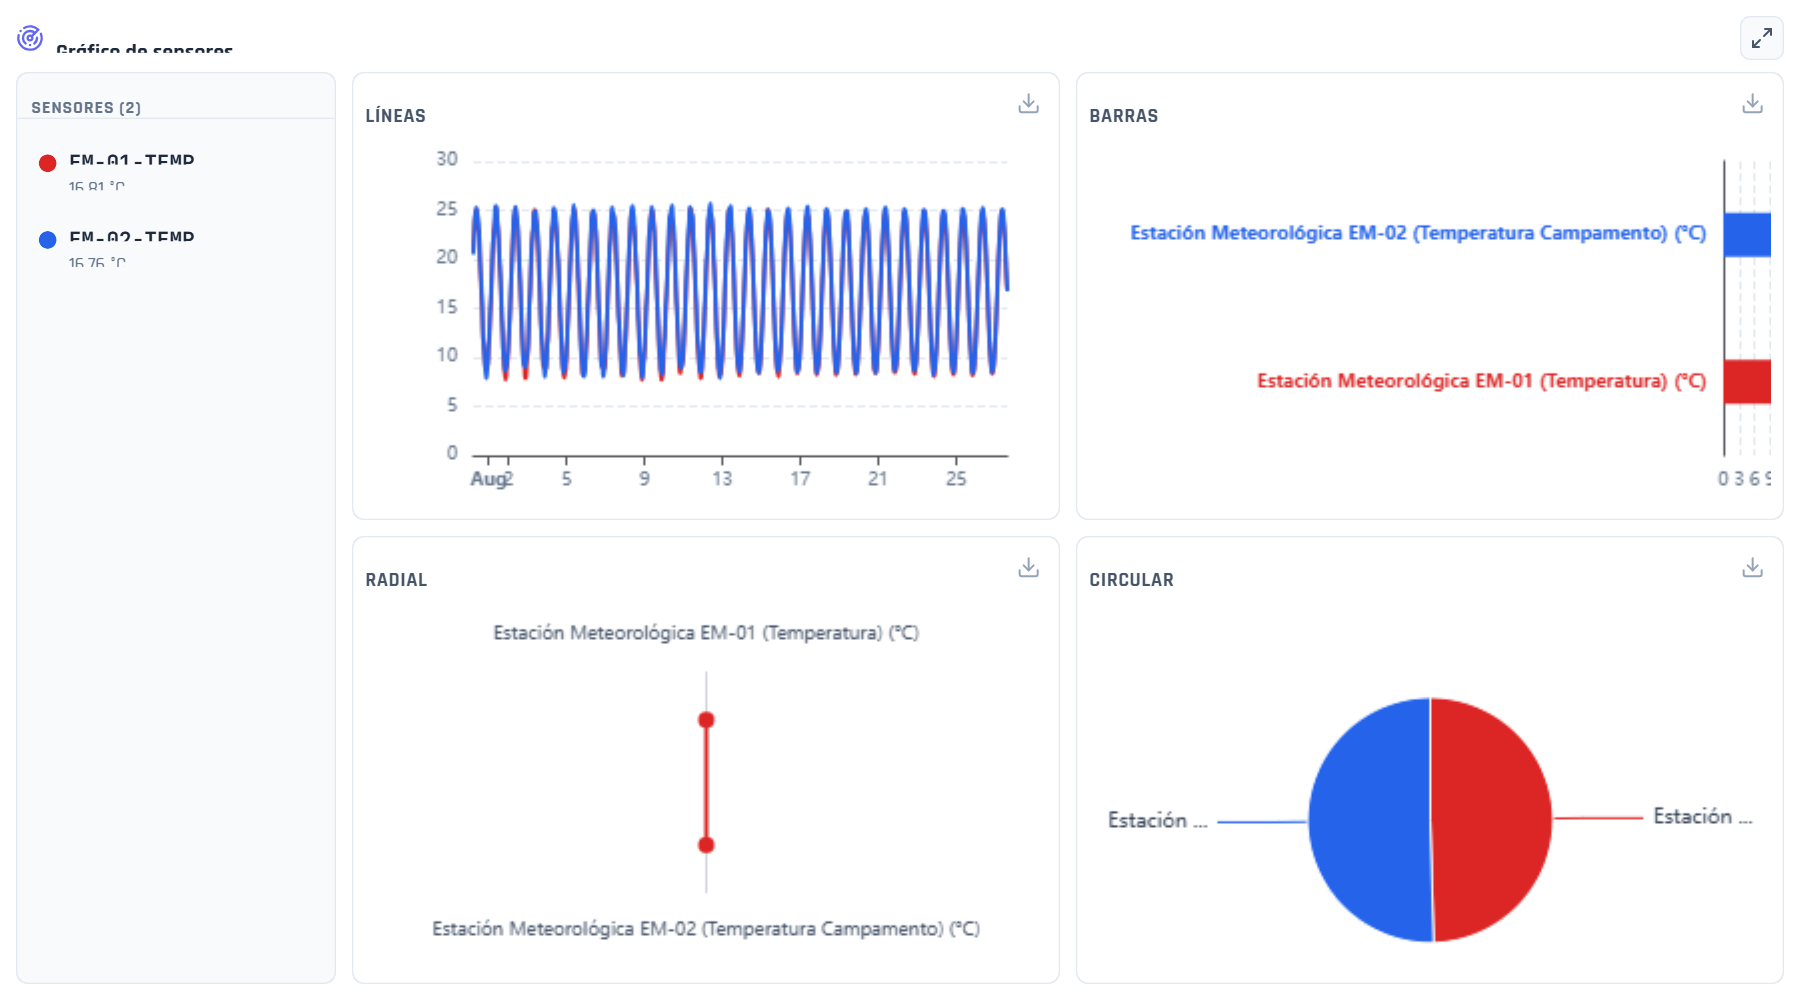 Gráfico de sensores
SENSORES (2)
EM-01-TEMP
16.81 °C
EM-02-TEMP
16.76 °C
LÍNEAS
30
25
20
15
10
5
0
Aug 2 5 9 13 17 21 25
BARRAS
Estación Meteorológica EM-02 (Temperatura Campamento) (°C)
Estación Meteorológica EM-01 (Temperatura) (°C)
0 3 6 9
RADIAL
Estación Meteorológica EM-01 (Temperatura) (°C)
Estación Meteorológica EM-02 (Temperatura Campamento) (°C)
CIRCULAR
Estación ...
Estación ...